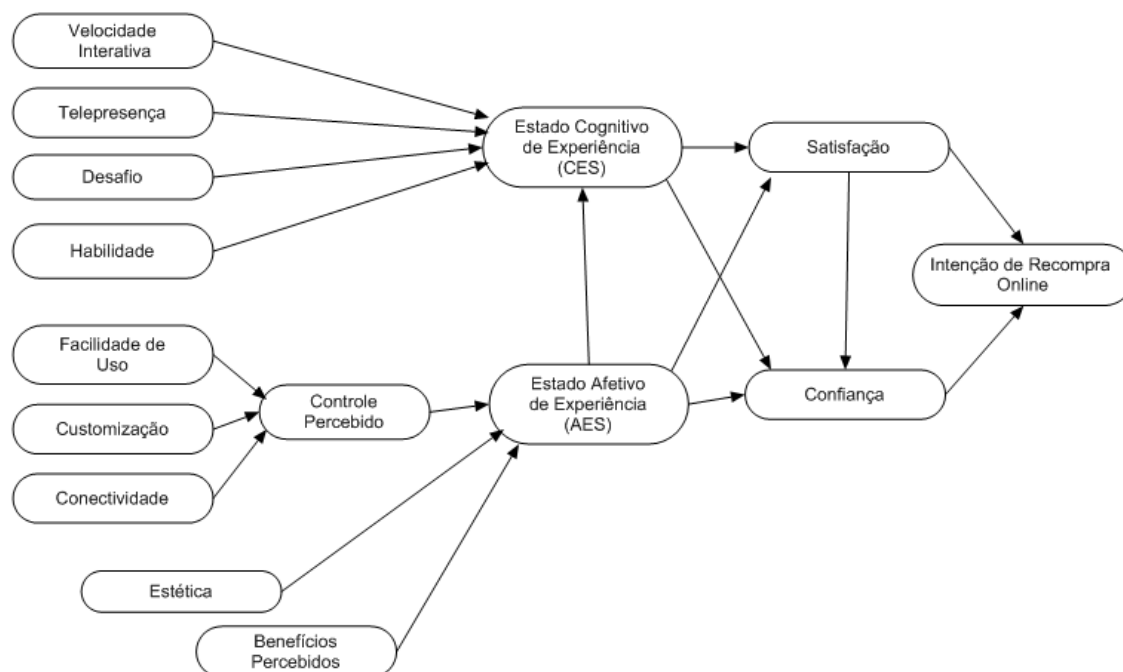 Velocidade
Interativa
Telepresença
Desafio
Habilidade
Estado Cognitivo
de Experiência
(CES)
Satisfação
Intenção de Recompra
Online
Facilidade de
Uso
Customização
Conectividade
Controle
Percebido
Estado Afetivo
de Experiência
(AES)
Confiança
Estética
Benefícios
Percebidos